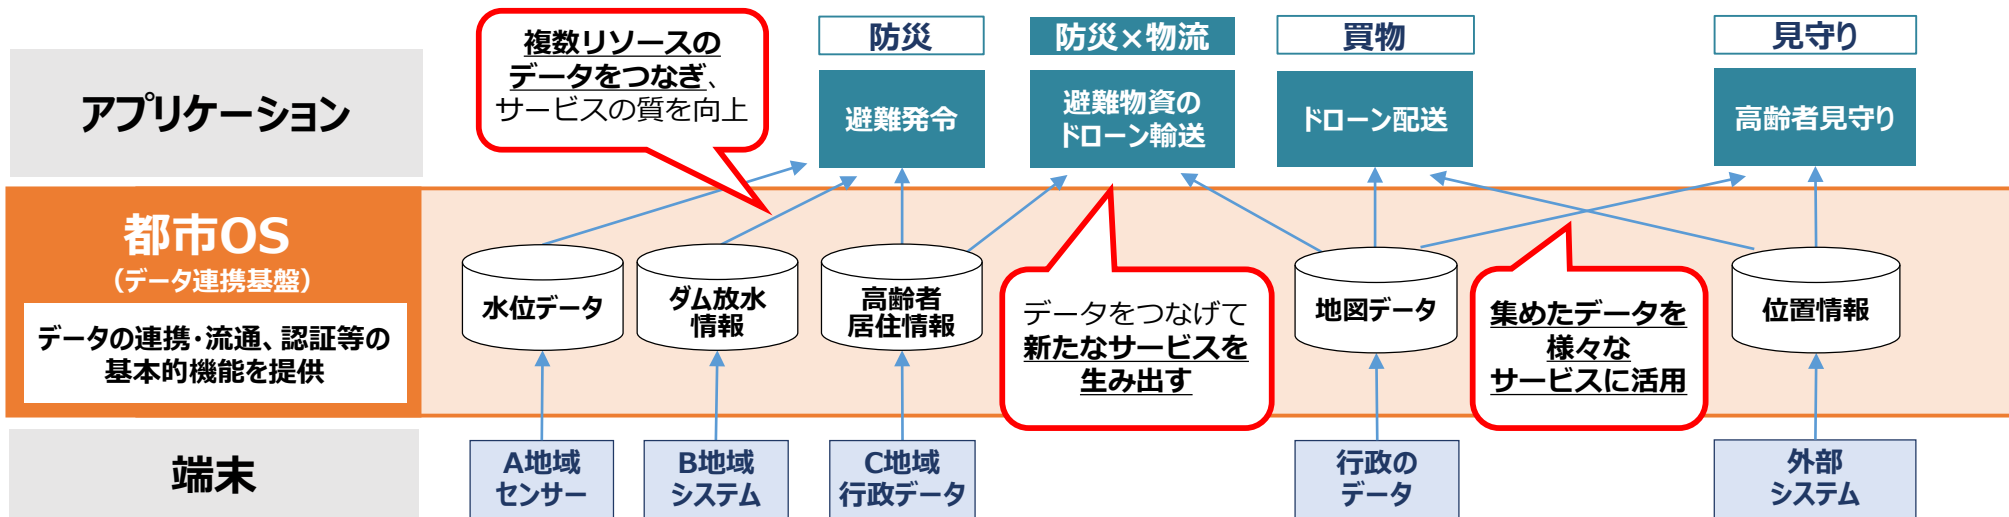 複数リソースの
データをつなぎ、
サービスの質を向上
防災
防災×物流
買物
見守り
アプリケーション
避難発令
避難物資の
ドローン輸送
ドローン配送
高齢者見守り
都市OS
（データ連携基盤）
データの連携・流通、認証等の
基本的機能を提供
水位データ
ダム放水
情報
高齢者
居住情報
データをつなげて
新たなサービスを
生み出す
地図データ
集めたデータを
様々な
サービスに活用
位置情報
端末
A地域
センサー
B地域
システム
C地域
行政データ
行政の
データ
外部
システム